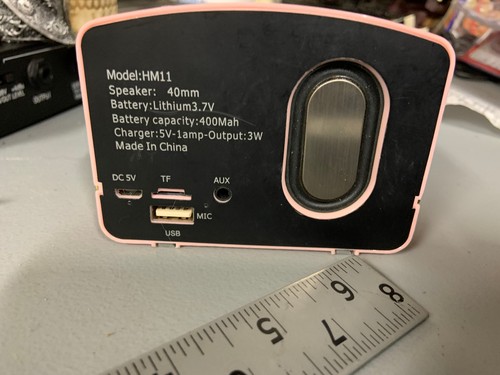 Model:HM11
Speaker: 40mm
Battery:Lithium3.7V
Battery capacity:400Mah
Charger:5V-1amp-Output:3W
Made In China
DC 5V
TF
AUX
MIC
USB
OUTPUT
5
6
7
8